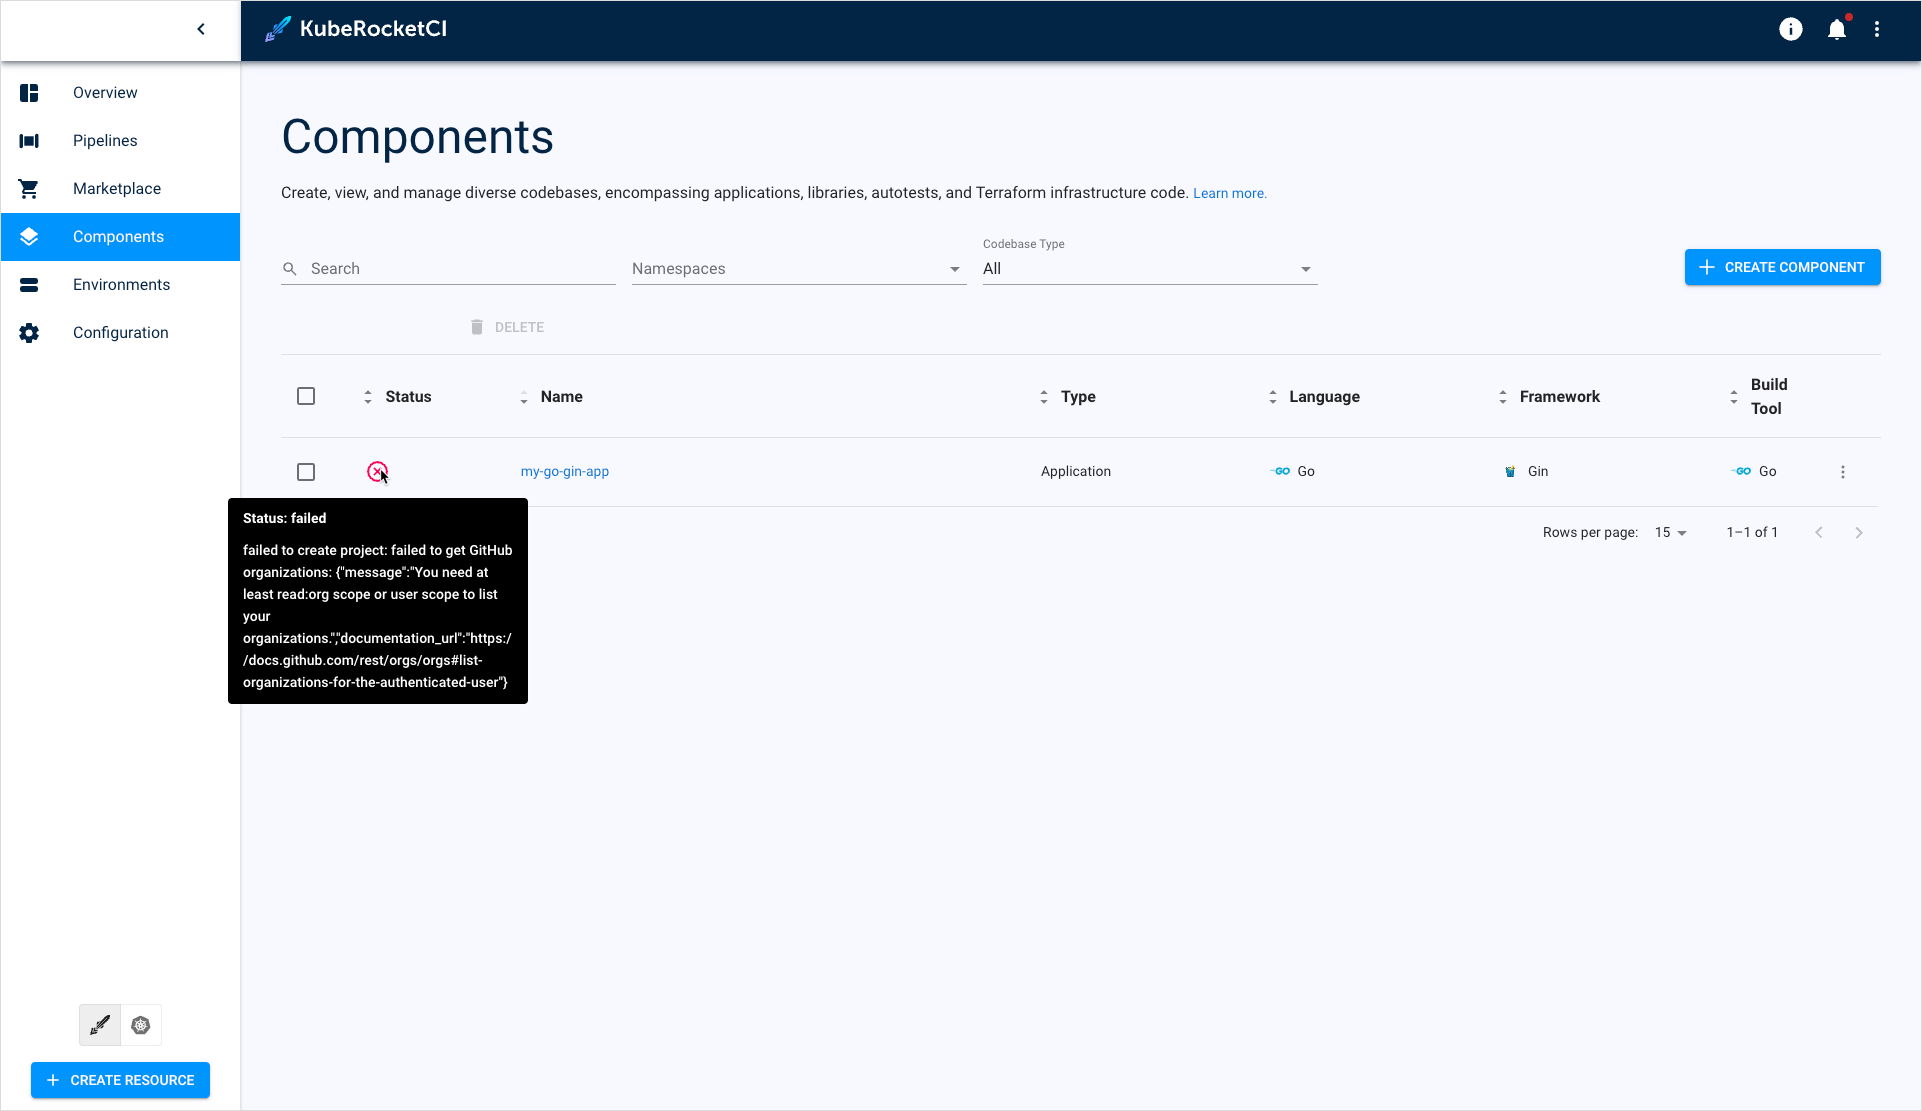 KubeRocketCI
Overview
Pipelines
Marketplace
Components
Environments
Configuration
CREATE RESOURCE
Components
Create, view, and manage diverse codebases, encompassing applications, libraries, autotests, and Terraform infrastructure code. Learn more.
Search
Namespaces
Codebase Type
All
CREATE COMPONENT
DELETE
Status
Name
Type
Language
Framework
Build
Tool
my-go-gin-app
Application
GO Go
Gin
GO Go
Rows per page: 15
1–1 of 1
Status: failed
failed to create project: failed to get GitHub
organizations: {"message":"You need at
least read:org scope or user scope to list
your
organizations.","documentation_url":"https:/
/docs.github.com/rest/orgs/orgs#list-
organizations-for-the-authenticated-user"}